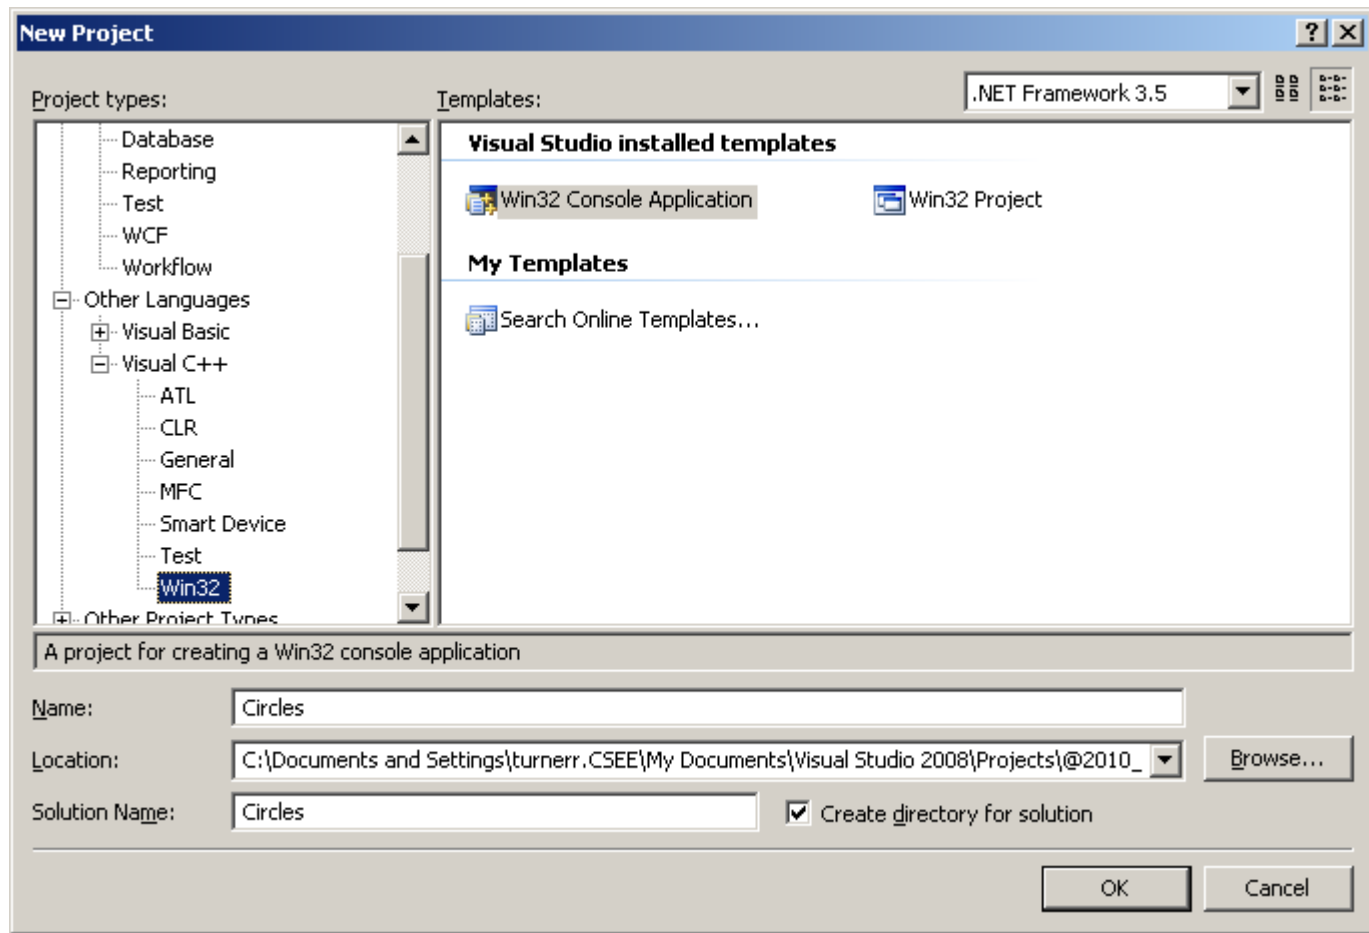 New Project
Project types:
Templates:
.NET Framework 3.5
Database
Reporting
Test
WCF
Workflow
Other Languages
Visual Basic
Visual C++
ATL
CLR
General
MFC
Smart Device
Test
Win32
Other Project Types
Visual Studio installed templates
Win32 Console Application
Win32 Project
My Templates
Search Online Templates...
A project for creating a Win32 console application
Name:
Circles
Location:
C:\Documents and Settings\turnerr.CSEE\My Documents\Visual Studio 2008\Projects\@2010_
Browse...
Solution Name:
Circles
Create directory for solution
OK
Cancel